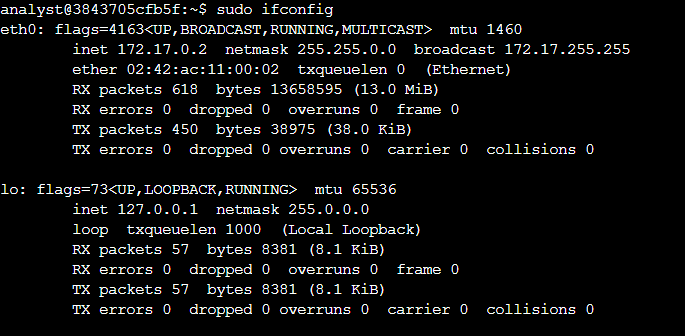 analyst@3843705cfb5f:~$ sudo ifconfig
eth0: flags=4163<UP,BROADCAST,RUNNING,MULTICAST>  mtu 1460
        inet 172.17.0.2  netmask 255.255.0.0  broadcast 172.17.255.255
        ether 02:42:ac:11:00:02  txqueuelen 0  (Ethernet)
        RX packets 618  bytes 13658595 (13.0 MiB)
        RX errors 0  dropped 0  overruns 0  frame 0
        TX packets 450  bytes 38975 (38.0 KiB)
        TX errors 0  dropped 0 overruns 0  carrier 0  collisions 0

lo: flags=73<UP,LOOPBACK,RUNNING>  mtu 65536
        inet 127.0.0.1  netmask 255.0.0.0
        loop  txqueuelen 1000  (Local Loopback)
        RX packets 57  bytes 8381 (8.1 KiB)
        RX errors 0  dropped 0  overruns 0  frame 0
        TX packets 57  bytes 8381 (8.1 KiB)
        TX errors 0  dropped 0 overruns 0  carrier 0  collisions 0